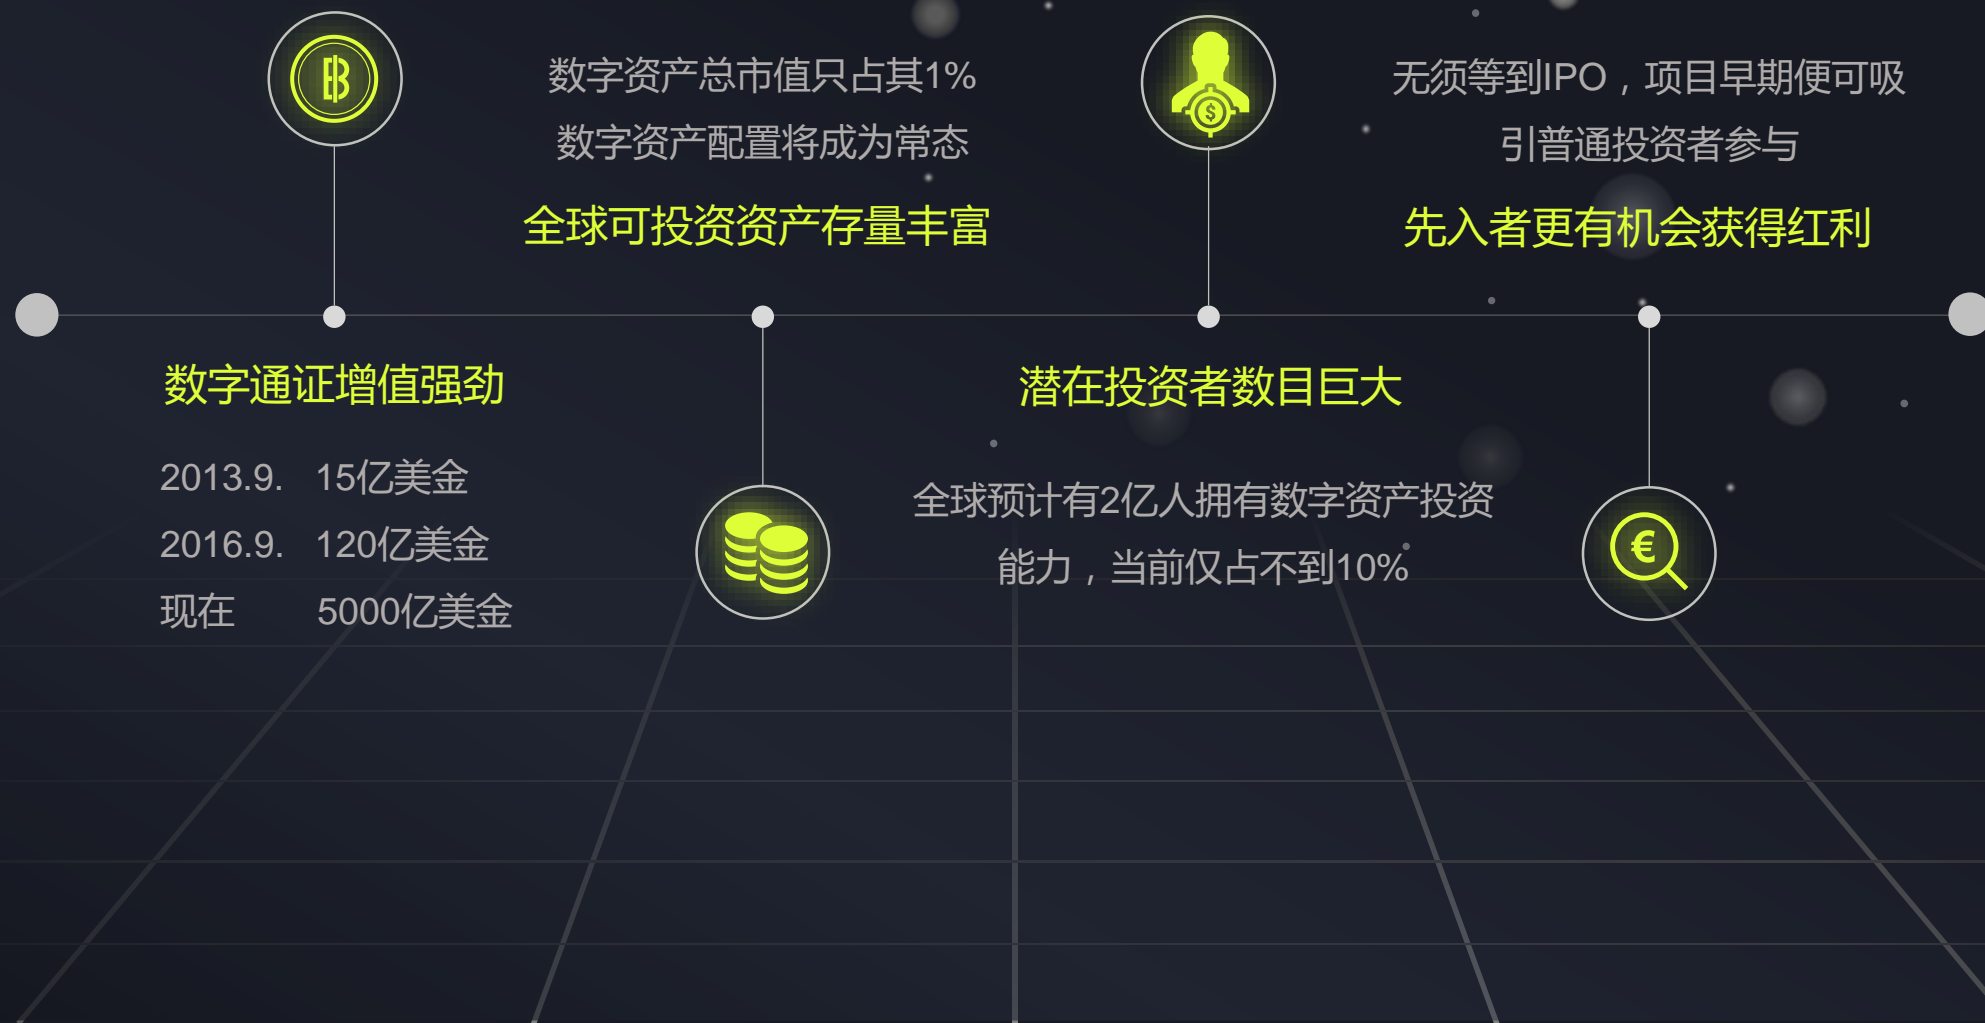 数字资产总市值只占其1%
数字资产配置将成为常态
全球可投资资产存量丰富
无须等到IPO，项目早期便可吸
引普通投资者参与
先入者更有机会获得红利
数字通证增值强劲
2013.9. 15亿美金
2016.9. 120亿美金
现在 5000亿美金
潜在投资者数目巨大
全球预计有2亿人拥有数字资产投资
能力，当前仅占不到10%